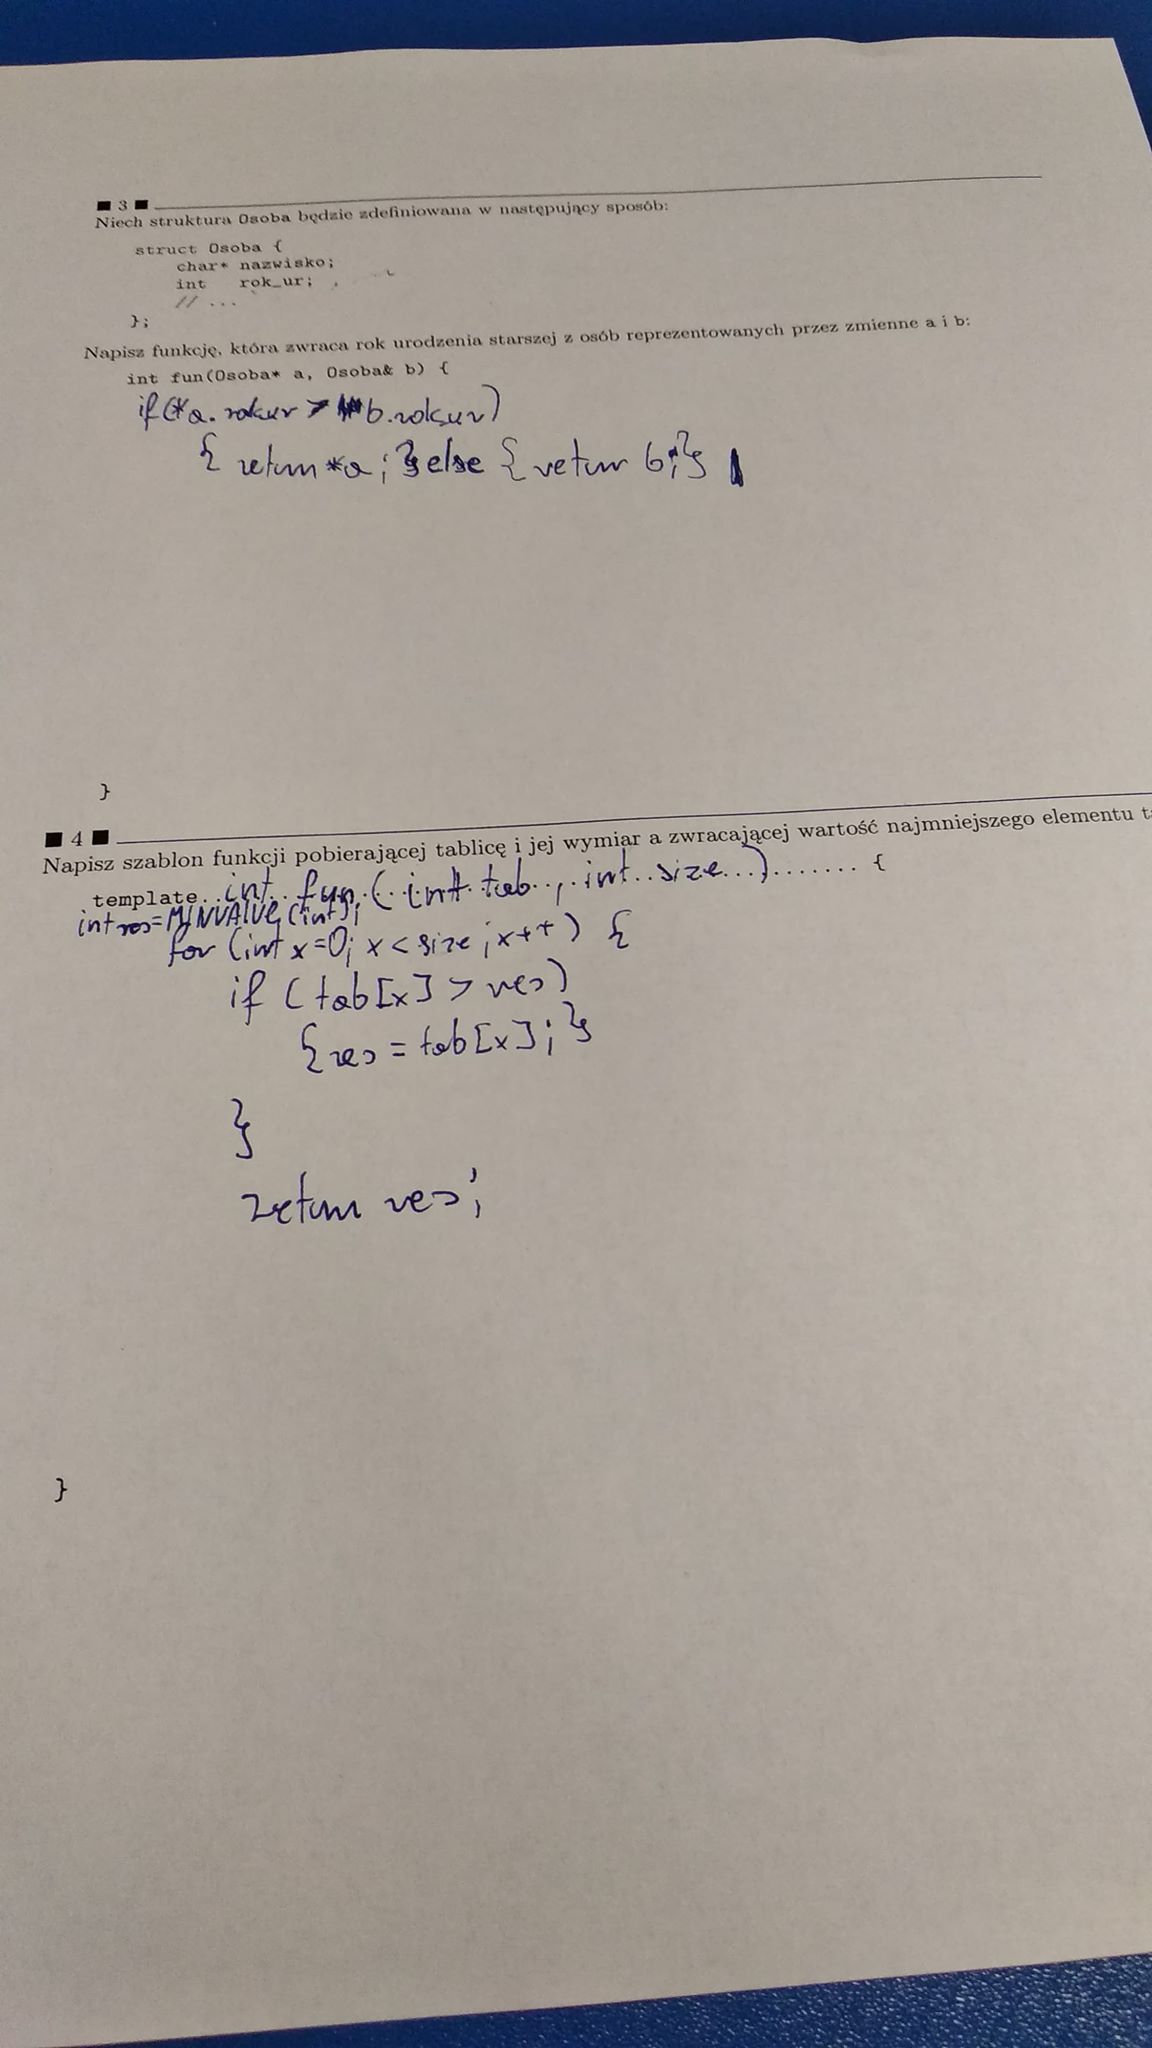 ■ 3 ■
Niech struktura Osoba będzie zdefiniowana w następujący sposób:
struct Osoba {
char* nazwisko;
int rok_ur;
// ...
};
Napisz funkcję, która zwraca rok urodzenia starszej z osób reprezentowanych przez zmienne a i b:
int fun(Osoba* a, Osoba& b) {
if (*a.rokur > b.rokur)
{ return *a; } else { retur b; }
}
■ 4 ■
Napisz szablon funkcji pobierającej tablicę i jej wymiar a zwracającej wartość najmniejszego elementu
template..int..fun.(...int*.tab..,.int..size...)....... {
int res=MINVALUE(int);
for (int x=0; x<size; x++) {
if (tab[x] > res)
{res = tab[x]; }
}
return res;
}